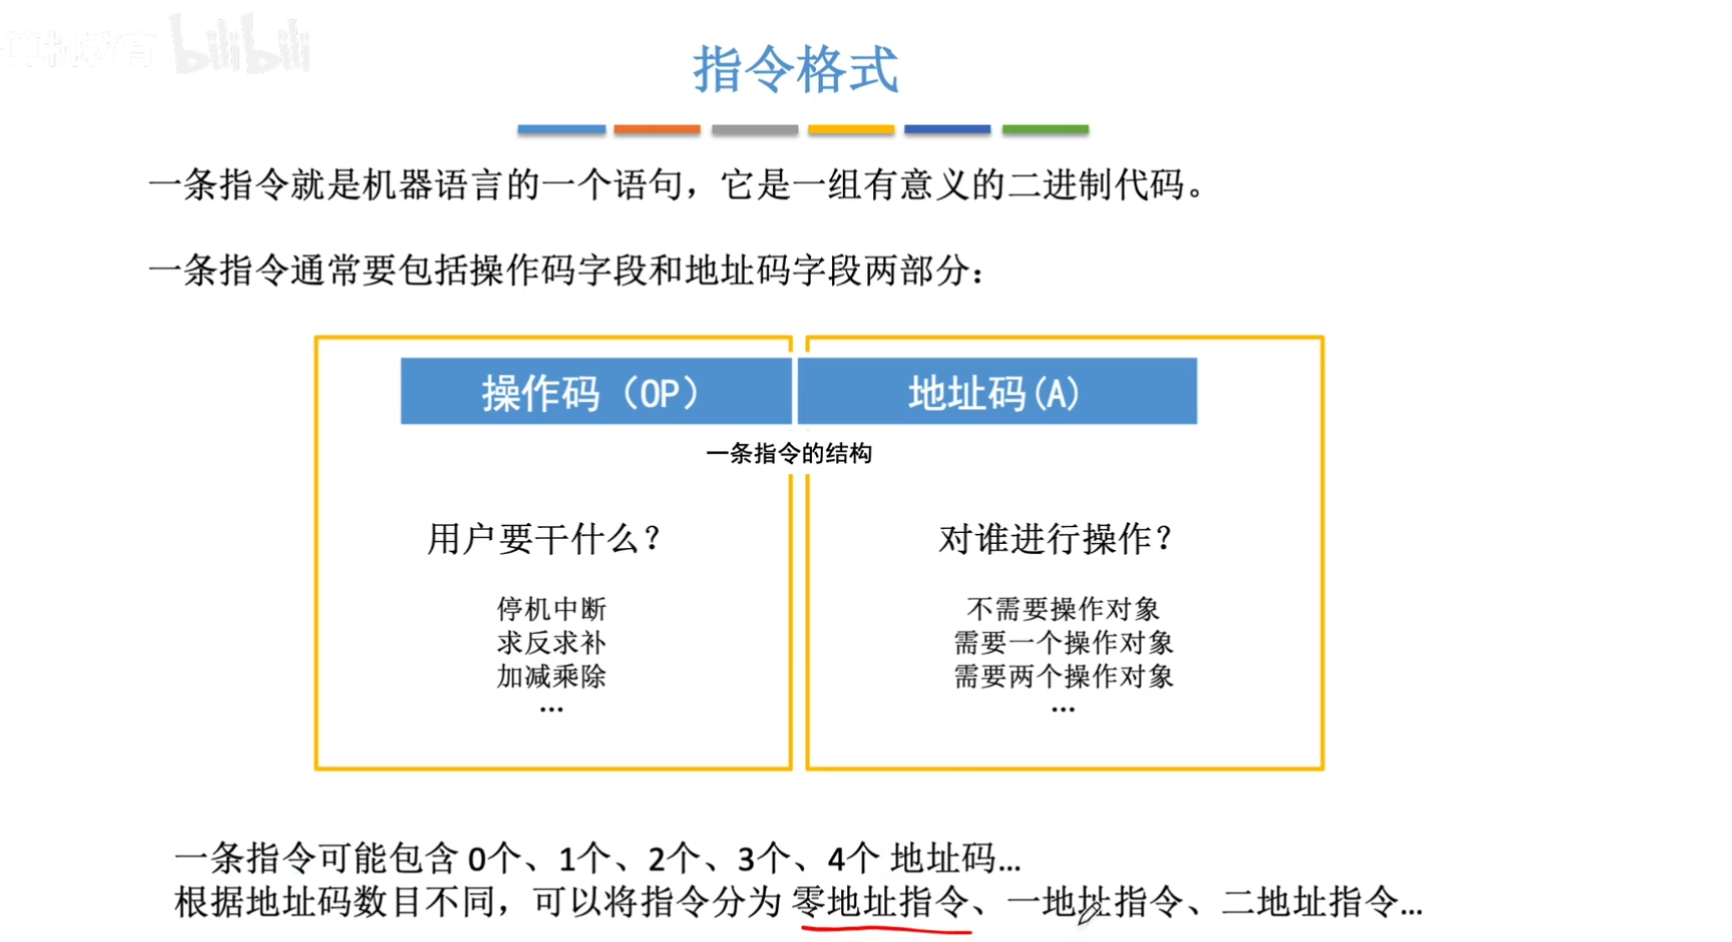 计算机教育 bilibili
指令格式
一条指令就是机器语言的一个语句，它是一组有意义的二进制代码。
一条指令通常要包括操作码字段和地址码字段两部分：
操作码（OP） 地址码(A)
一条指令的结构
用户要干什么？ 对谁进行操作？
停机中断 不需要操作对象
求反求补 需要一个操作对象
加减乘除 需要两个操作对象
… …
一条指令可能包含 0个、1个、2个、3个、4个 地址码…
根据地址码数目不同，可以将指令分为 零地址指令、一地址指令、二地址指令…